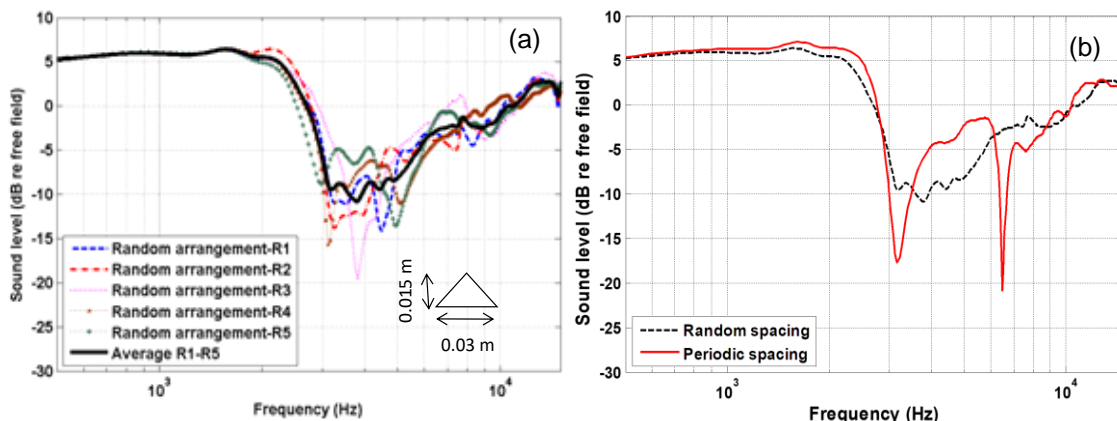 (a)
10
5
0
-5
-10
-15
-20
-25
-30
Sound level (dB re free field)
Random arrangement-R1
Random arrangement-R2
Random arrangement-R3
Random arrangement-R4
Random arrangement-R5
Average R1-R5
0.015 m
0.03 m
10³
10⁴
Frequency (Hz)
(b)
10
5
0
-5
-10
-15
-20
-25
-30
Sound level (dB re free field)
Random spacing
Periodic spacing
10³
10⁴
Frequency (Hz)